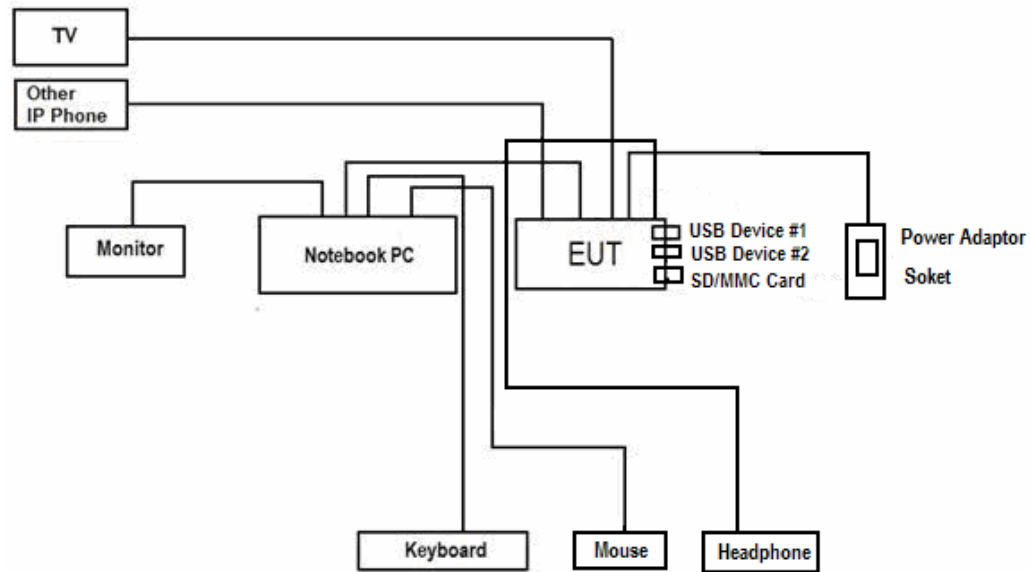 TV
Other
IP Phone
Monitor
Notebook PC
EUT
USB Device #1
USB Device #2
SD/MMC Card
Power Adaptor
Soket
Keyboard
Mouse
Headphone